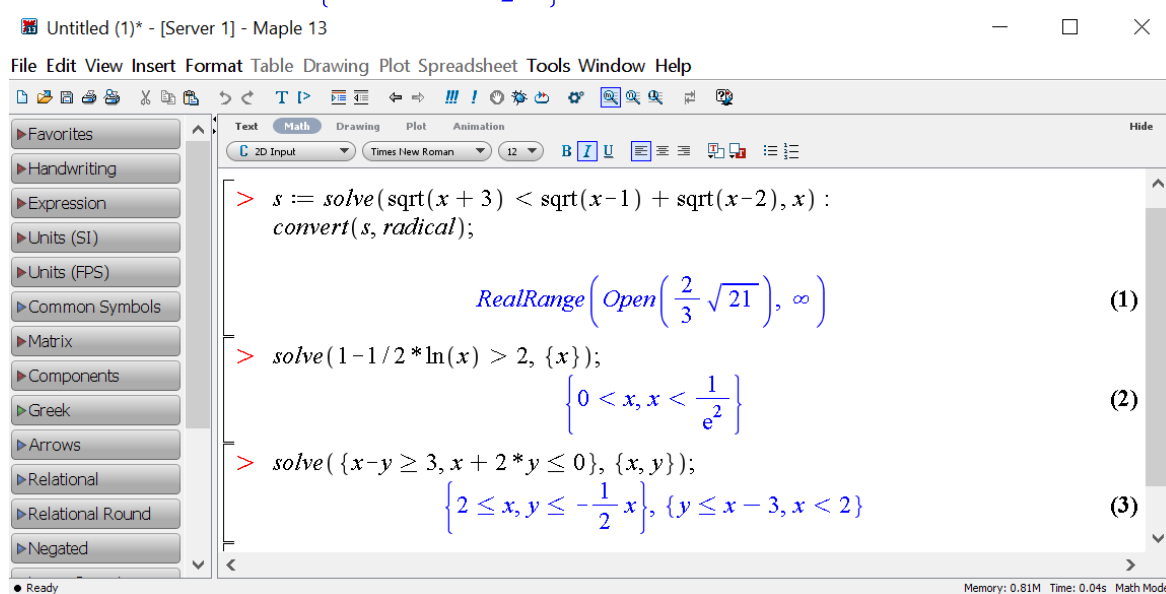 Untitled (1)* - [Server 1] - Maple 13
File Edit View Insert Format Table Drawing Plot Spreadsheet Tools Window Help
Favorites
Handwriting
Expression
Units (SI)
Units (FPS)
Common Symbols
Matrix
Components
Greek
Arrows
Relational
Relational Round
Negated
Text Math Drawing Plot Animation Hide
C 2D Input Times New Roman 12 B I U
> s := solve(sqrt(x + 3) < sqrt(x-1) + sqrt(x-2), x) :
convert(s, radical);
RealRange(Open(2/3 √21), ∞) (1)
> solve(1-1/2*ln(x) > 2, {x});
{0 < x, x < 1/e^2} (2)
> solve( {x-y ≥ 3, x + 2*y ≤ 0}, {x, y});
{2 ≤ x, y ≤ -1/2 x}, {y ≤ x - 3, x < 2} (3)
Ready Memory: 0.81M Time: 0.04s Math Mode